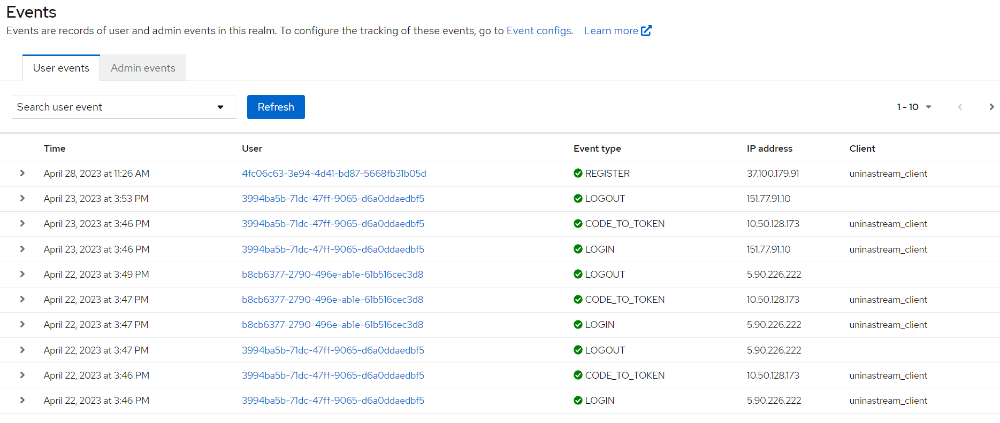 Events
Events are records of user and admin events in this realm. To configure the tracking of these events, go to Event configs. Learn more
User events Admin events
Search user event Refresh 1 - 10
Time User Event type IP address Client
April 28, 2023 at 11:26 AM 4fc06c63-3e94-4d41-bd87-5668fb31b05d REGISTER 37.100.179.91 uninastream_client
April 23, 2023 at 3:53 PM 3994ba5b-71dc-47ff-9065-d6a0ddaedbf5 LOGOUT 151.77.91.10
April 23, 2023 at 3:46 PM 3994ba5b-71dc-47ff-9065-d6a0ddaedbf5 CODE_TO_TOKEN 10.50.128.173 uninastream_client
April 23, 2023 at 3:46 PM 3994ba5b-71dc-47ff-9065-d6a0ddaedbf5 LOGIN 151.77.91.10 uninastream_client
April 22, 2023 at 3:49 PM b8cb6377-2790-496e-ab1e-61b516cec3d8 LOGOUT 5.90.226.222
April 22, 2023 at 3:47 PM b8cb6377-2790-496e-ab1e-61b516cec3d8 CODE_TO_TOKEN 10.50.128.173 uninastream_client
April 22, 2023 at 3:47 PM b8cb6377-2790-496e-ab1e-61b516cec3d8 LOGIN 5.90.226.222 uninastream_client
April 22, 2023 at 3:47 PM 3994ba5b-71dc-47ff-9065-d6a0ddaedbf5 LOGOUT 5.90.226.222
April 22, 2023 at 3:46 PM 3994ba5b-71dc-47ff-9065-d6a0ddaedbf5 CODE_TO_TOKEN 10.50.128.173 uninastream_client
April 22, 2023 at 3:46 PM 3994ba5b-71dc-47ff-9065-d6a0ddaedbf5 LOGIN 5.90.226.222 uninastream_client